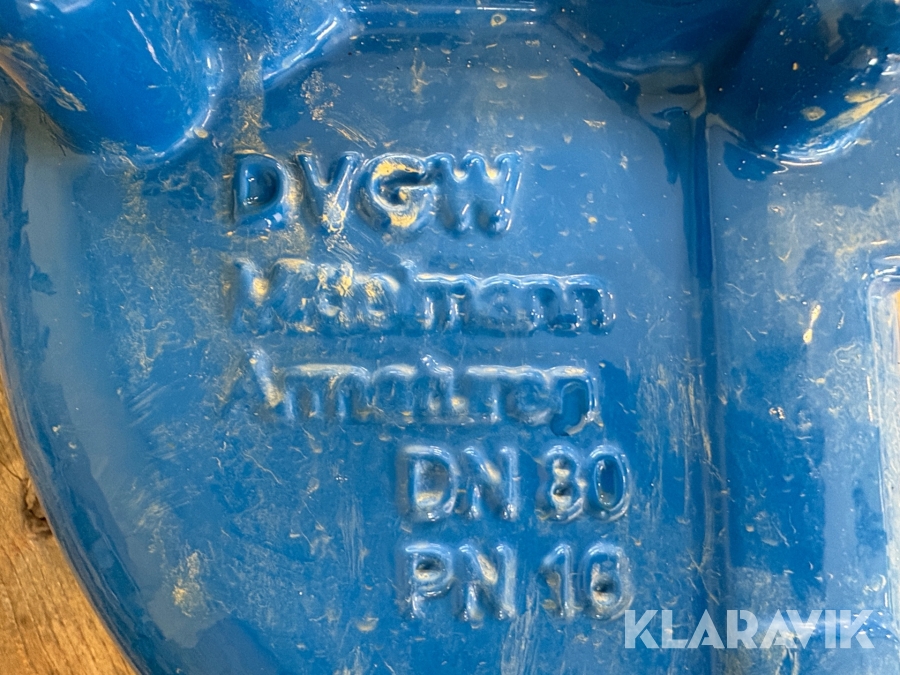 DVGW
Armaturen
DN 80
PN 16
KLARAVIK